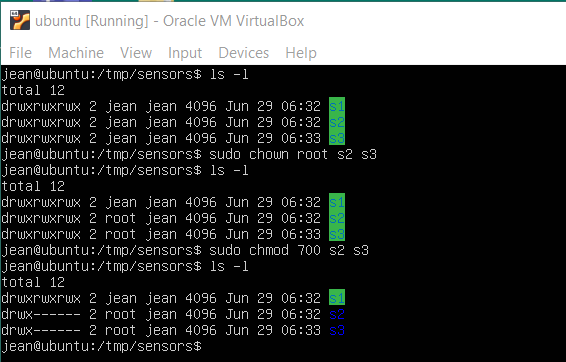 ubuntu [Running] - Oracle VM VirtualBox
File Machine View Input Devices Help
jean@ubuntu:/tmp/sensors$ ls -l
total 12
drwxrwxrwx 2 jean jean 4096 Jun 29 06:32 s1
drwxrwxrwx 2 jean jean 4096 Jun 29 06:32 s2
drwxrwxrwx 2 jean jean 4096 Jun 29 06:33 s3
jean@ubuntu:/tmp/sensors$ sudo chown root s2 s3
jean@ubuntu:/tmp/sensors$ ls -l
total 12
drwxrwxrwx 2 jean jean 4096 Jun 29 06:32 s1
drwxrwxrwx 2 root jean 4096 Jun 29 06:32 s2
drwxrwxrwx 2 root jean 4096 Jun 29 06:33 s3
jean@ubuntu:/tmp/sensors$ sudo chmod 700 s2 s3
jean@ubuntu:/tmp/sensors$ ls -l
total 12
drwxrwxrwx 2 jean jean 4096 Jun 29 06:32 s1
drwx------ 2 root jean 4096 Jun 29 06:32 s2
drwx------ 2 root jean 4096 Jun 29 06:33 s3
jean@ubuntu:/tmp/sensors$